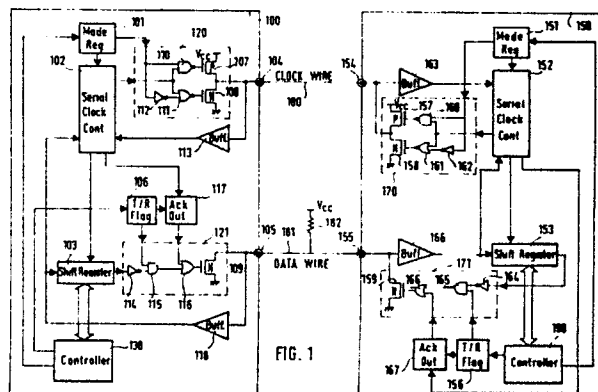 100
101
Mode Reg
120
102
110
Vcc
107
104
Serial Clock Cont
112
111
108
CLOCK WIRE
180
Buff.
113
106
117
T/R Flag
Ack Out
103
121
Shift Register
109
105
114
115
116
Buff.
118
Controller
130
Vcc
182
181
DATA WIRE
FIG. 1
150
151
Mode Reg
154
163
152
Buff
Vcc
157
160
Serial Clock Cont
158
161
162
170
155
Buff
166
153
Shift Register
159
171
166
165
164
167
Ack Out
T/R Flag
156
198
Controller